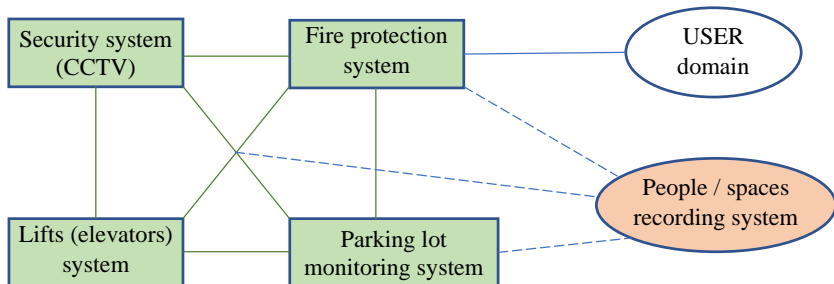 Security system
(CCTV)
Fire protection
system
USER
domain
People / spaces
recording system
Lifts (elevators)
system
Parking lot
monitoring system